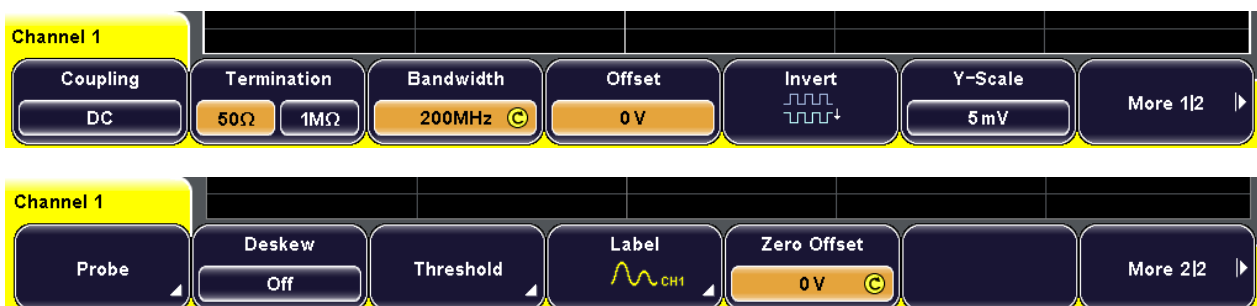 Channel 1
Coupling
DC
Termination
50Ω 1MΩ
Bandwidth
200MHz C
Offset
0 V
Invert
Y-Scale
5 mV
More 1|2
Channel 1
Probe
Deskew
Off
Threshold
Label
CH1
Zero Offset
0 V C
More 2|2